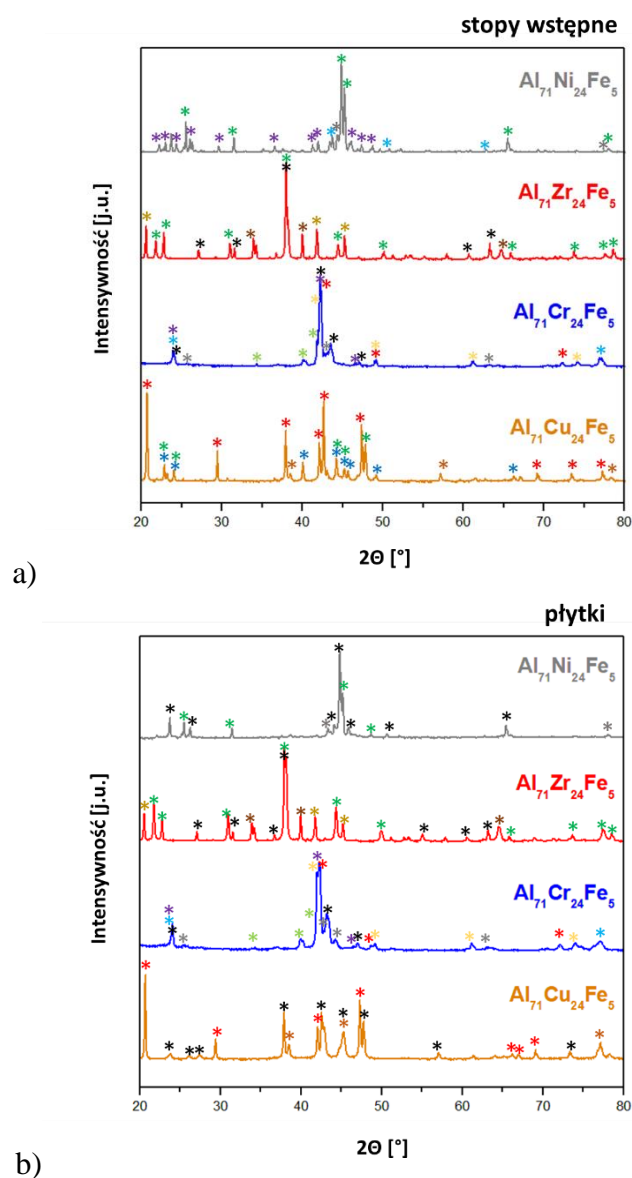 stopy wstępne
Al71Ni24Fe5
Al71Zr24Fe5
Al71Cr24Fe5
Al71Cu24Fe5
Intensywność [j.u.]
20 30 40 50 60 70 80
2Θ [°]
a)
płytki
Al71Ni24Fe5
Al71Zr24Fe5
Al71Cr24Fe5
Al71Cu24Fe5
Intensywność [j.u.]
20 30 40 50 60 70 80
2Θ [°]
b)